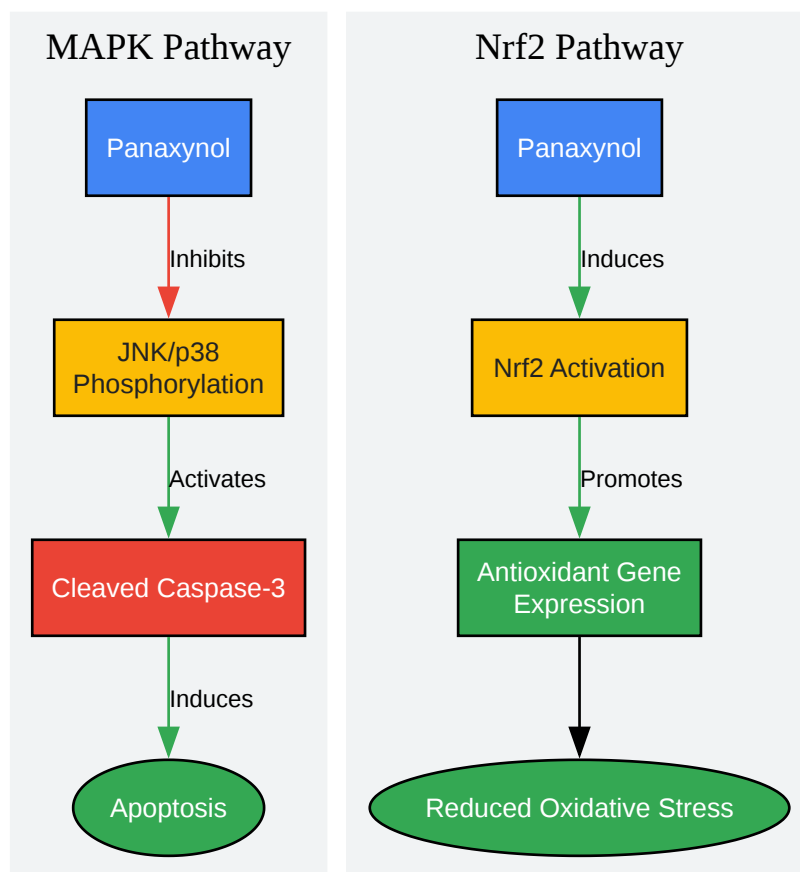 MAPK Pathway
Panaxynol
Inhibits
JNK/p38
Phosphorylation
Activates
Cleaved Caspase-3
Induces
Apoptosis
Nrf2 Pathway
Panaxynol
Induces
Nrf2 Activation
Promotes
Antioxidant Gene
Expression
Reduced Oxidative Stress